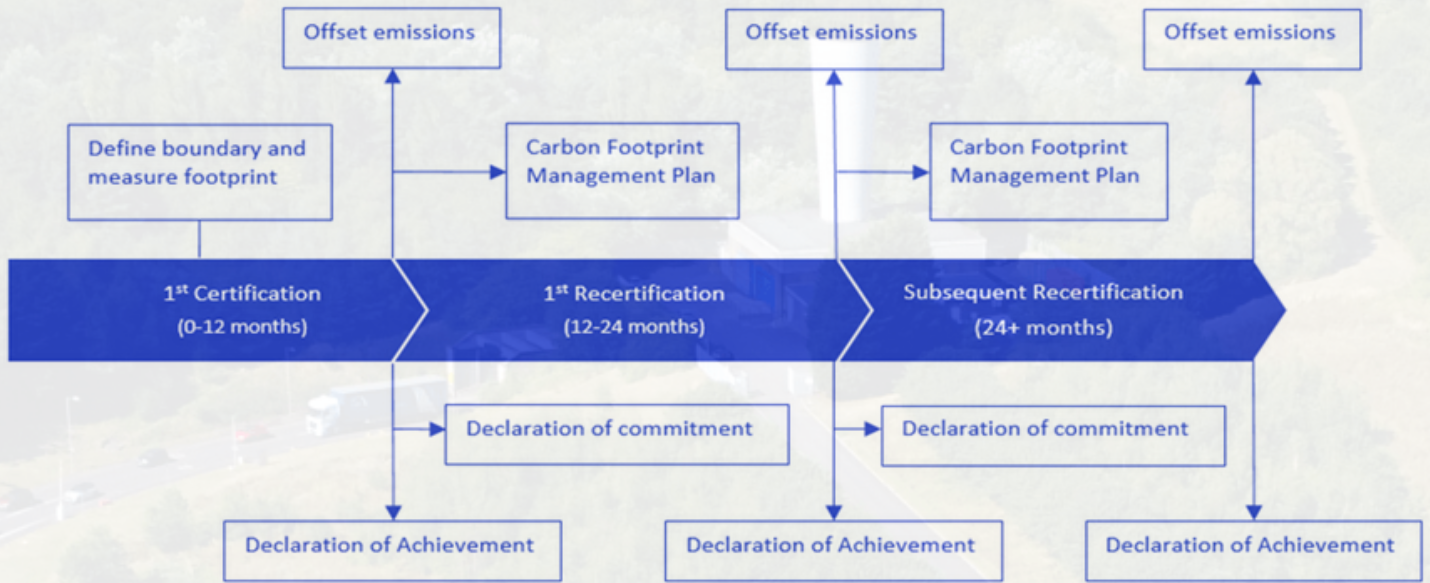 Offset emissions
Offset emissions
Offset emissions
Define boundary and
measure footprint
Carbon Footprint
Management Plan
Carbon Footprint
Management Plan
1st Certification
(0-12 months)
1st Recertification
(12-24 months)
Subsequent Recertification
(24+ months)
Declaration of commitment
Declaration of commitment
Declaration of Achievement
Declaration of Achievement
Declaration of Achievement